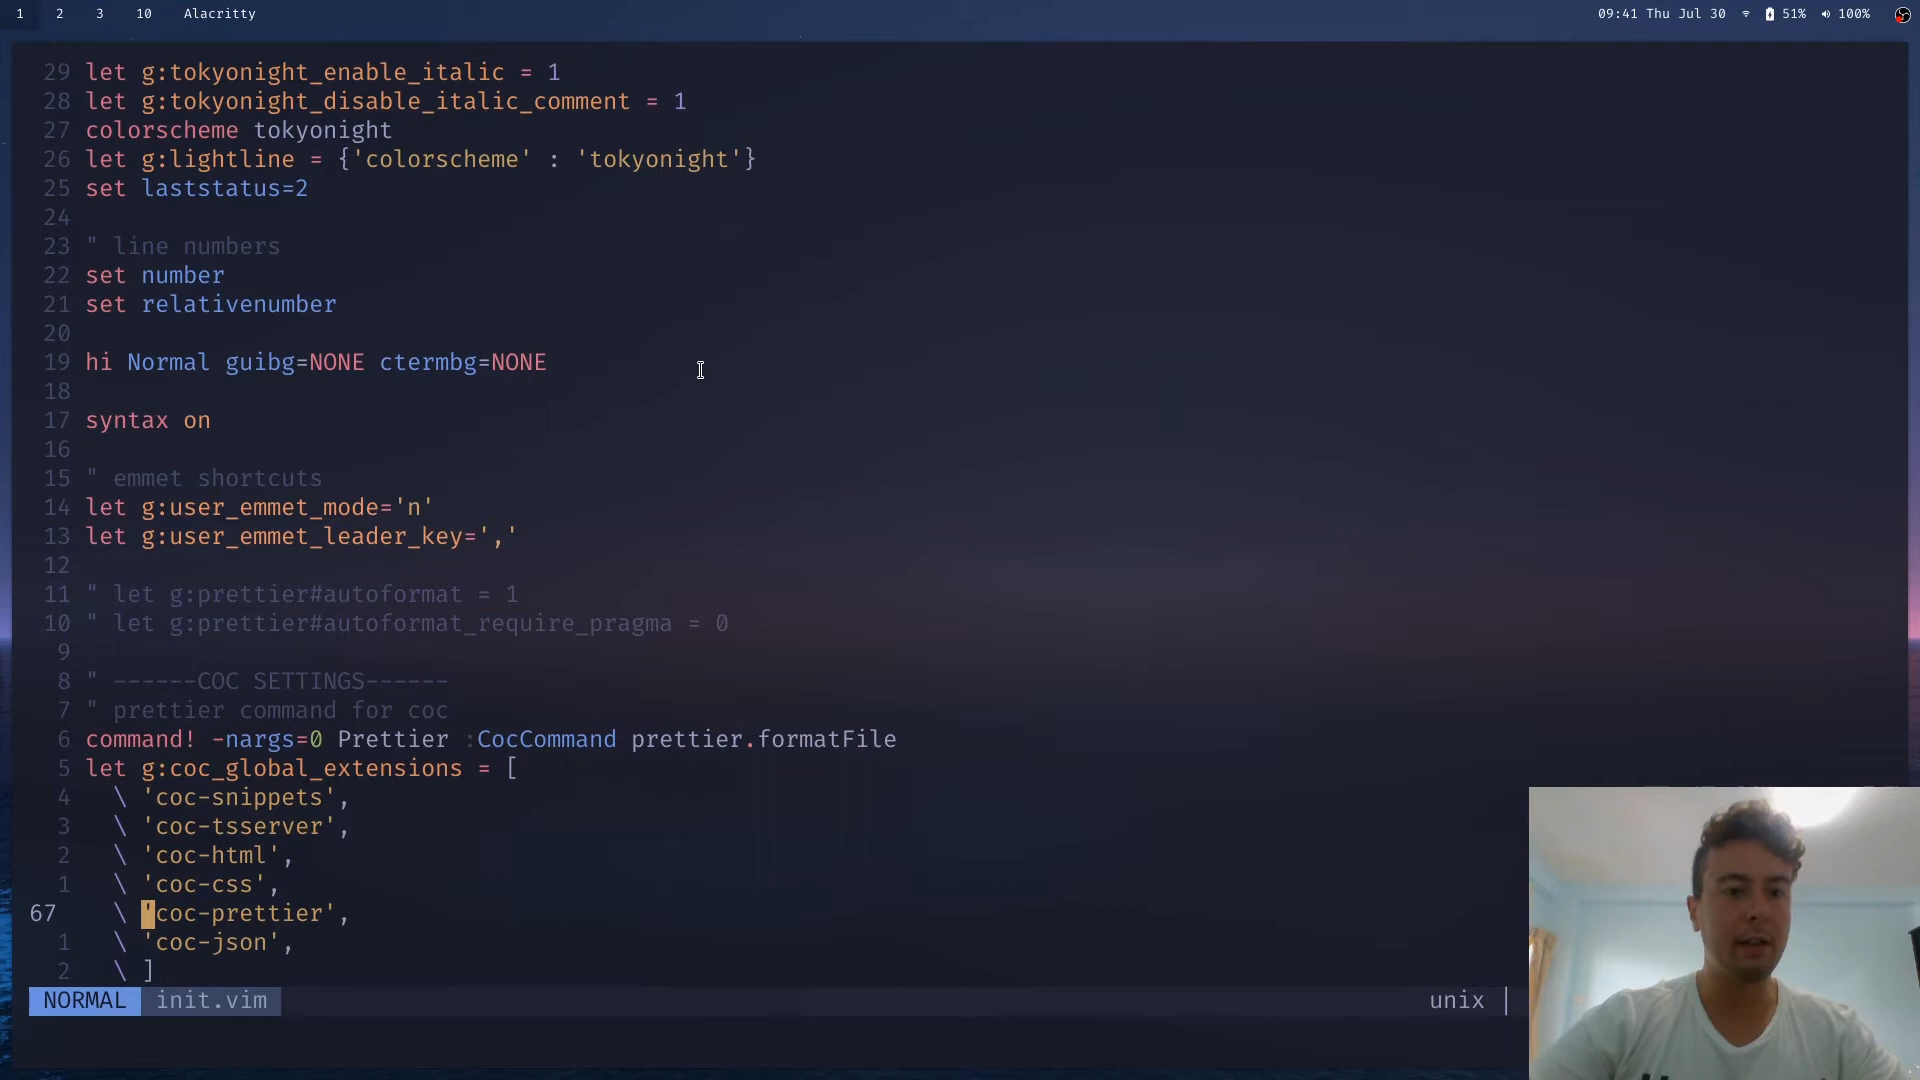 1 2 3 10 Alacritty 09:41 Thu Jul 30 51% 100%
29 let g:tokyonight_enable_italic = 1
28 let g:tokyonight_disable_italic_comment = 1
27 colorscheme tokyonight
26 let g:lightline = {'colorscheme' : 'tokyonight'}
25 set laststatus=2
24
23 " line numbers
22 set number
21 set relativenumber
20
19 hi Normal guibg=NONE ctermbg=NONE
18
17 syntax on
16
15 " emmet shortcuts
14 let g:user_emmet_mode='n'
13 let g:user_emmet_leader_key=','
12
11 " let g:prettier#autoformat = 1
10 " let g:prettier#autoformat_require_pragma = 0
9
8 " ------COC SETTINGS------
7 " prettier command for coc
6 command! -nargs=0 Prettier :CocCommand prettier.formatFile
5 let g:coc_global_extensions = [
4 \ 'coc-snippets',
3 \ 'coc-tsserver',
2 \ 'coc-html',
1 \ 'coc-css',
67 \ 'coc-prettier',
1 \ 'coc-json',
2 \ ]
NORMAL init.vim unix |